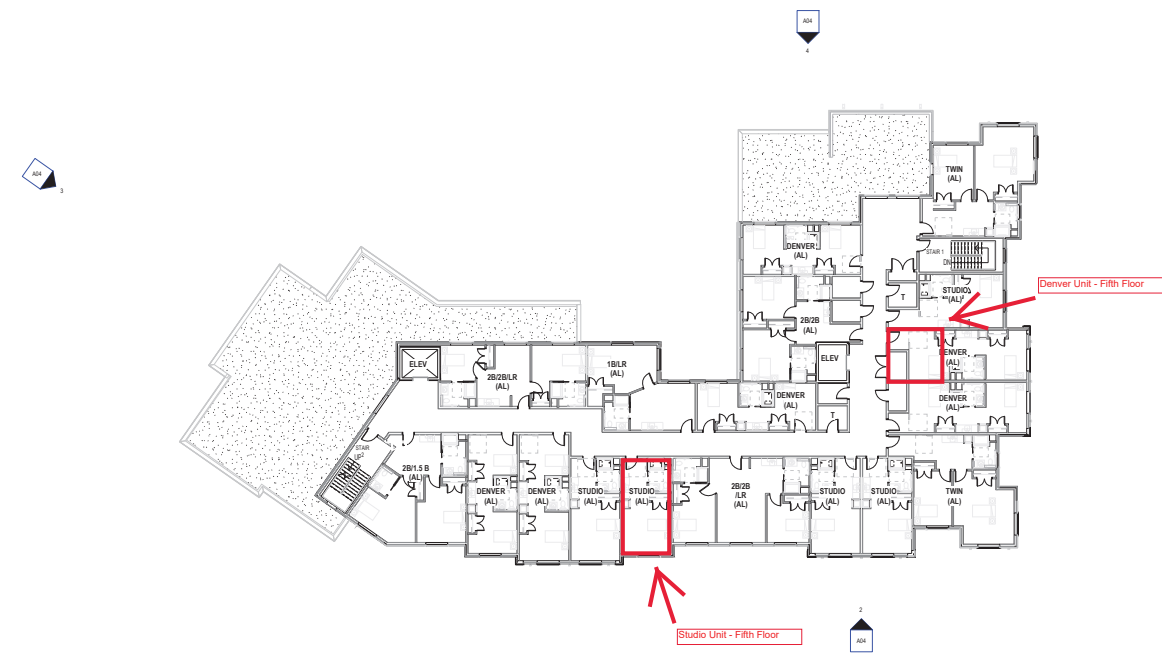 A04
4
A04
3
TWIN
(AL)
DENVER
(AL)
STAIR 1
DN
STUDIO
(AL)
T
Denver Unit - Fifth Floor
2B/2B
(AL)
ELEV
DENVER
(AL)
ELEV
2B/2B/LR
(AL)
1B/LR
(AL)
DENVER
(AL)
DENVER
(AL)
T
STAIR
2
UP
2B/1.5 B
(AL)
DENVER
(AL)
DENVER
(AL)
STUDIO
(AL)
STUDIO
(AL)
2B/2B
/LR
(AL)
STUDIO
(AL)
STUDIO
(AL)
TWIN
(AL)
Studio Unit - Fifth Floor
2
A04